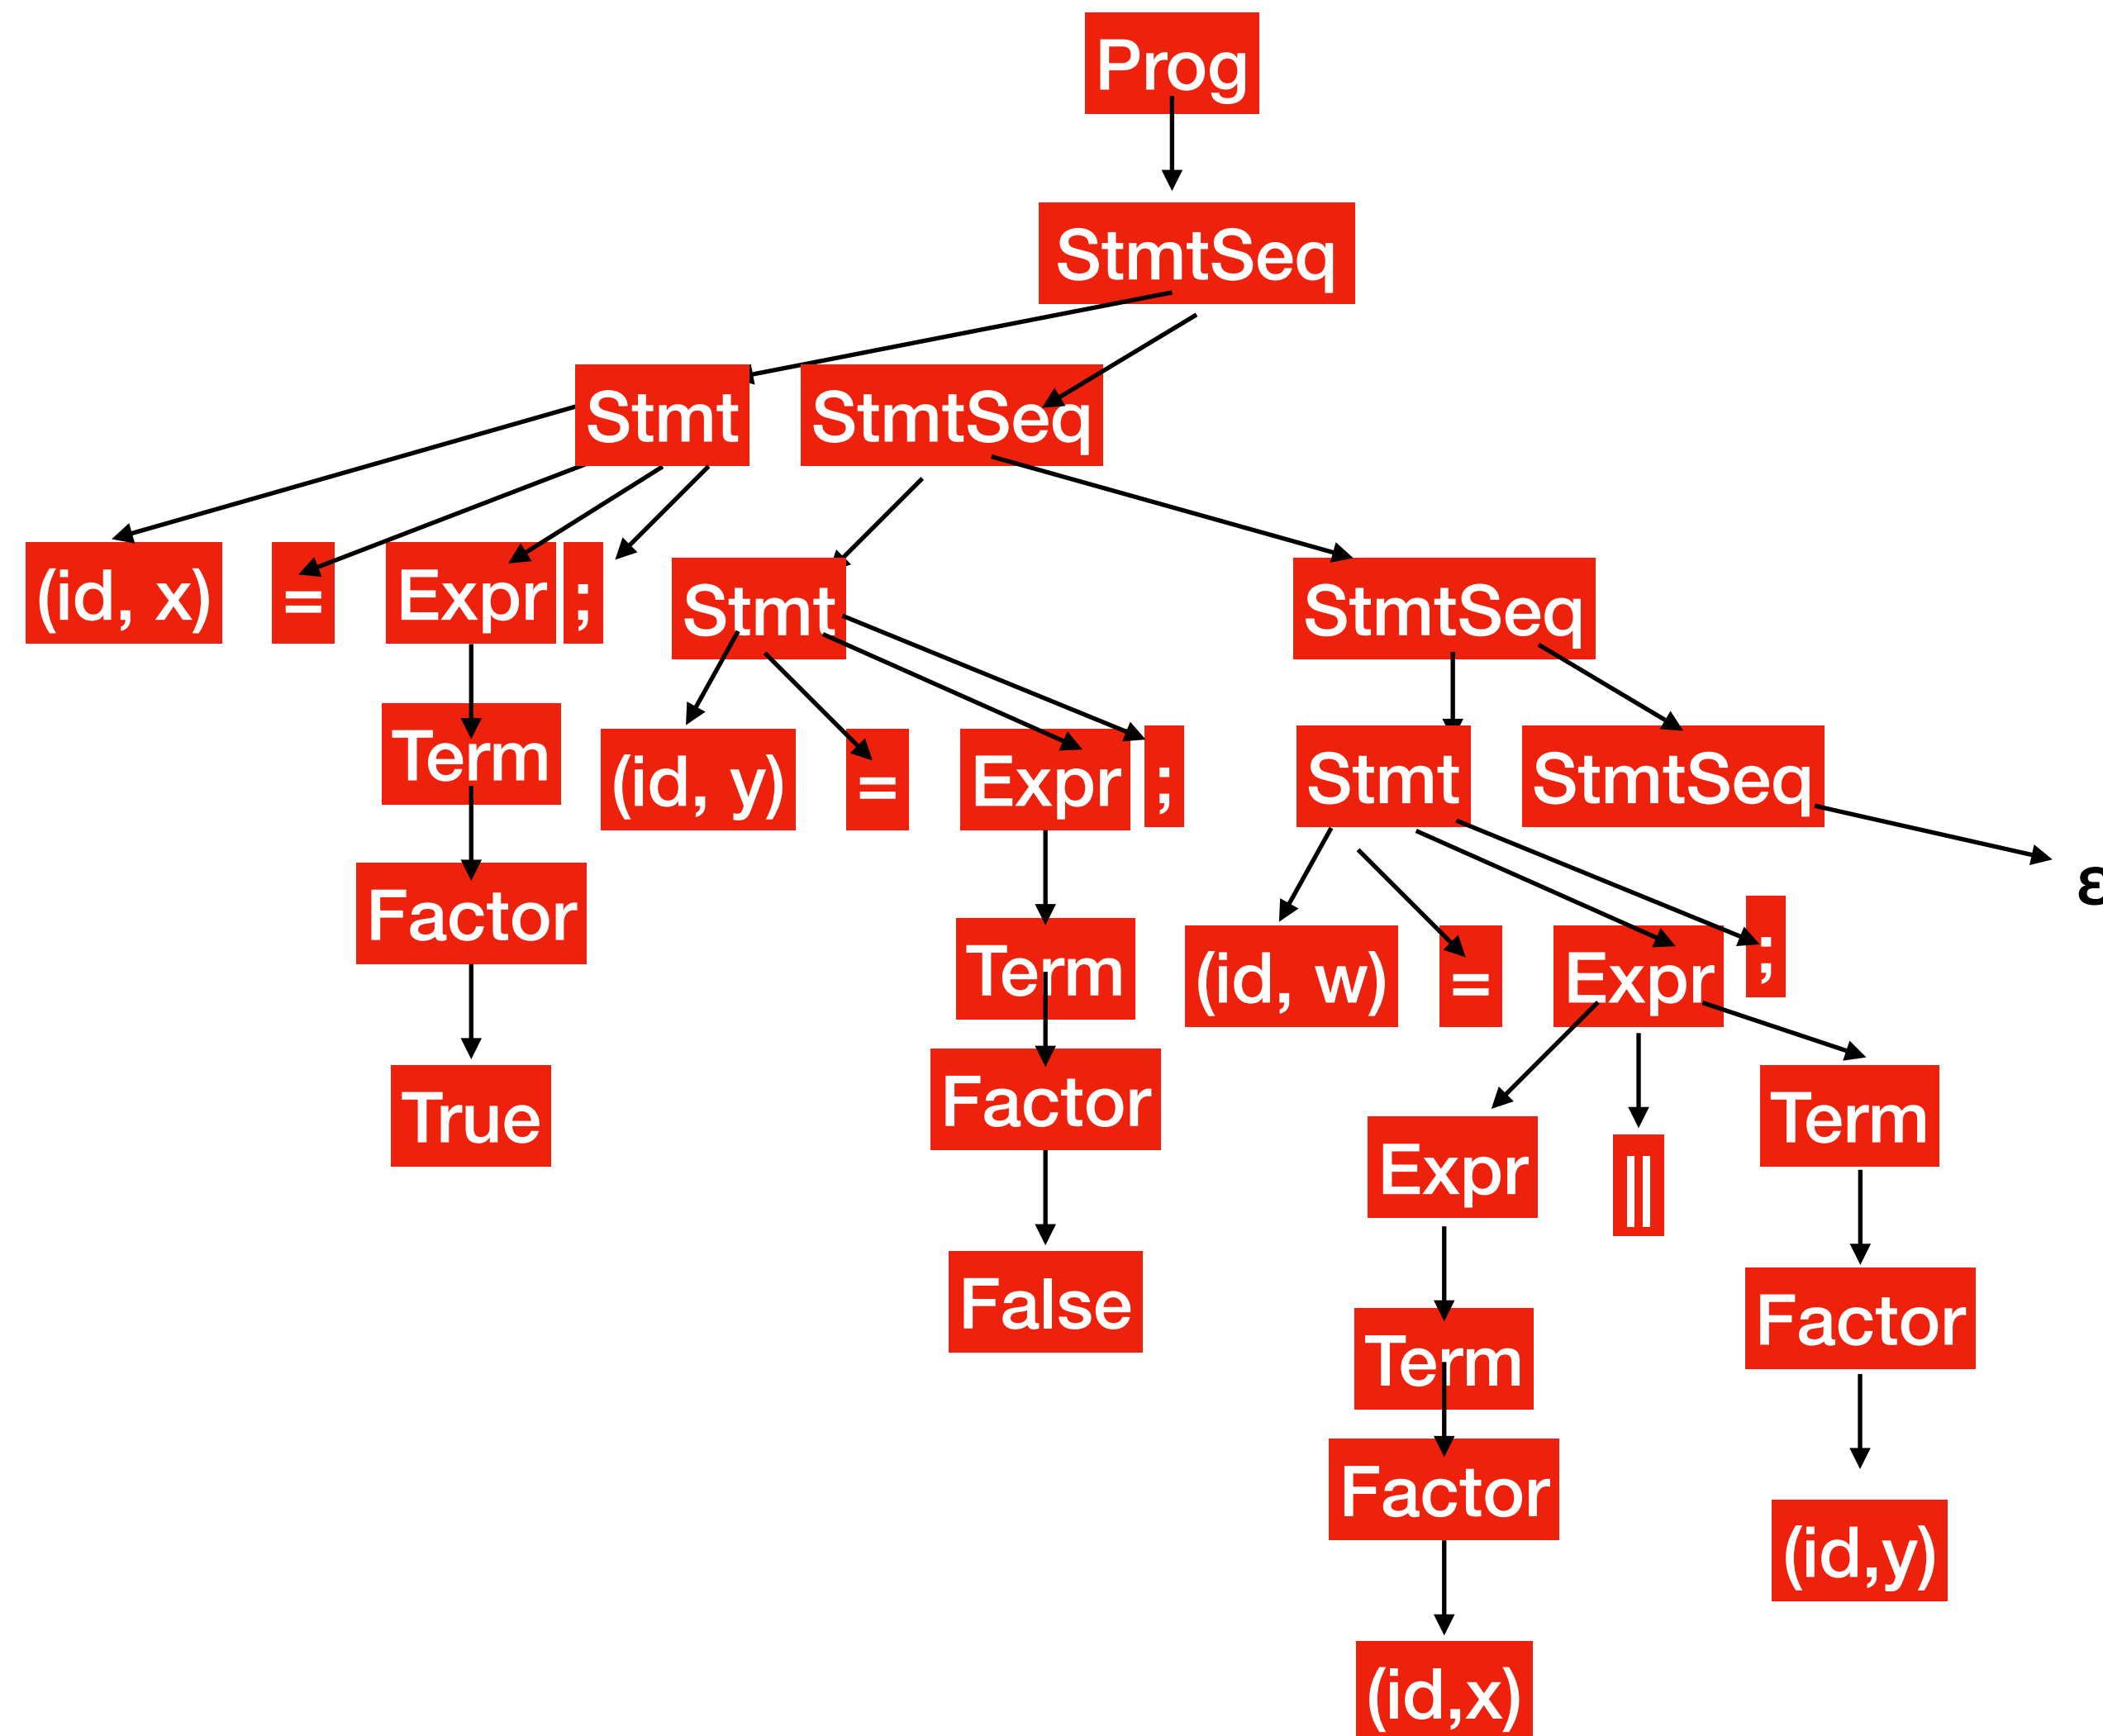 Prog
StmtSeq
Stmt StmtSeq
(id, x) = Expr ; Stmt StmtSeq
Term (id, y) = Expr ; Stmt StmtSeq
Factor ε
Term (id, w) = Expr ;
True Factor Expr || Term
False Term Factor
Factor
(id,y)
(id,x)